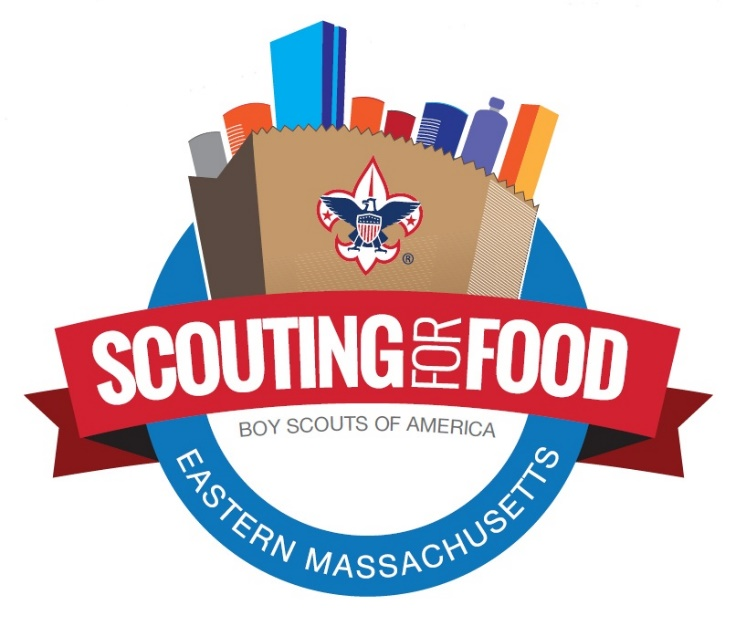 ®
SCOUTING FOR FOOD
BOY SCOUTS OF AMERICA
EASTERN MASSACHUSETTS